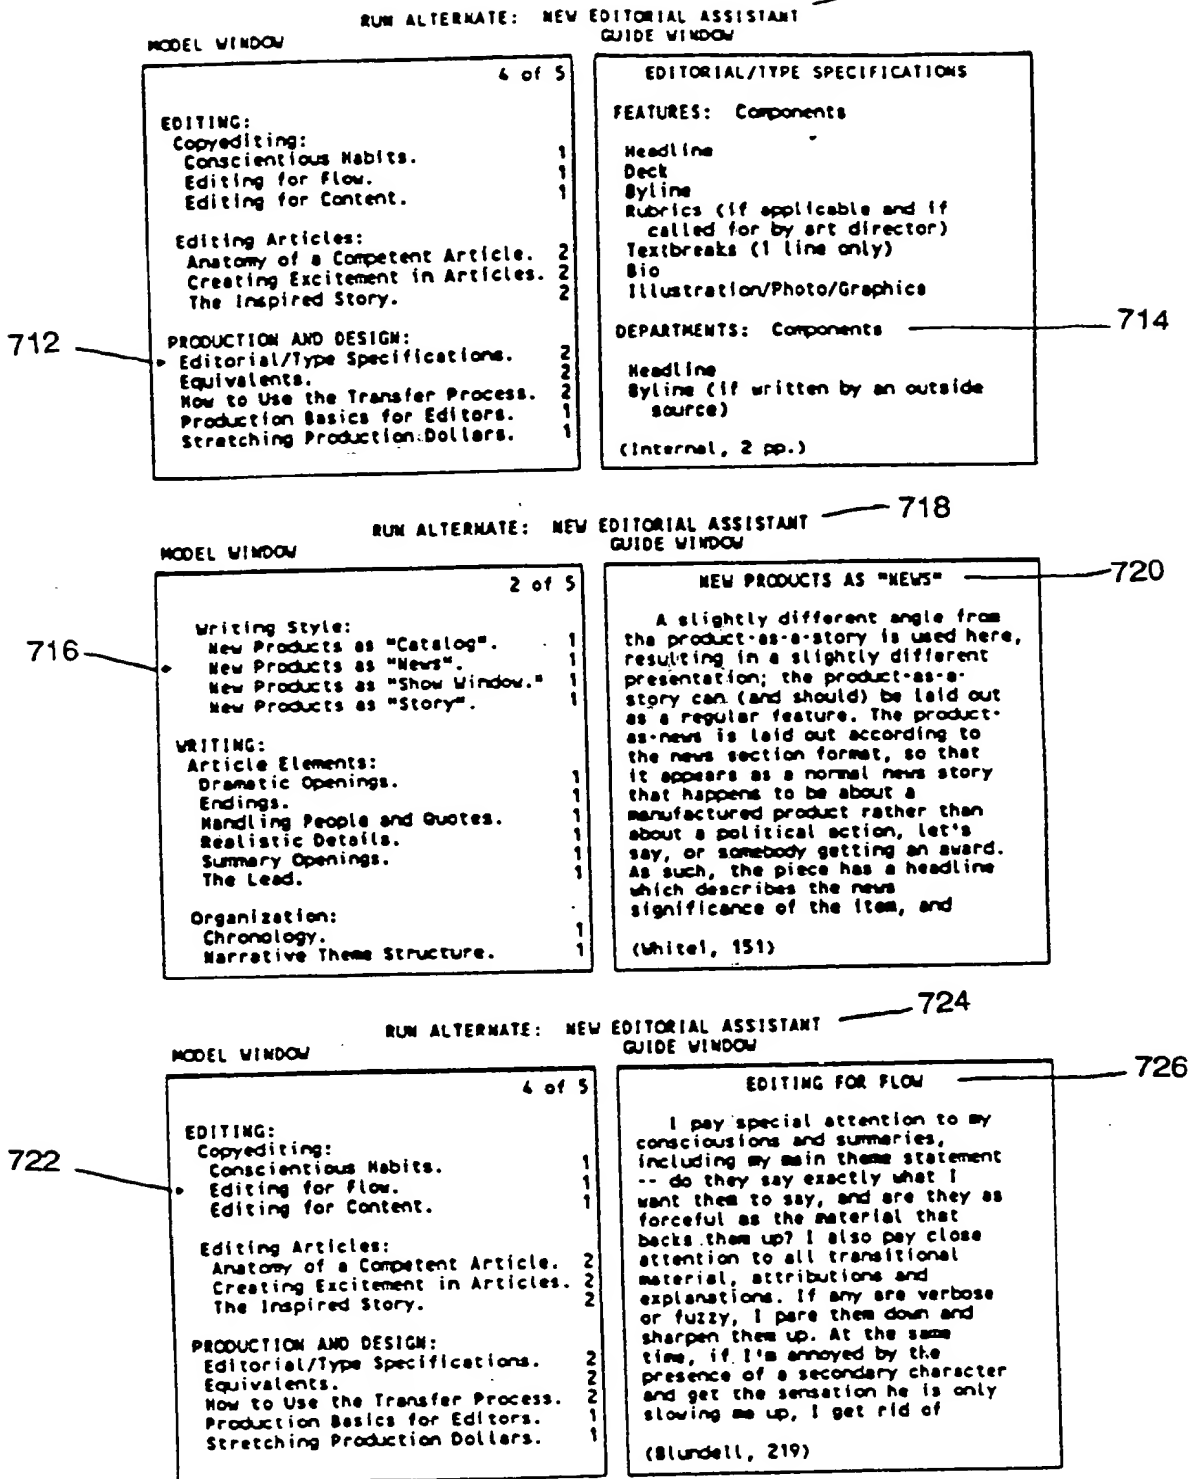 RUN ALTERNATE: NEW EDITORIAL ASSISTANT
MODEL WINDOW
GUIDE WINDOW
4 of 5
EDITING:
Copyediting:
Conscientious Habits. 1
Editing for Flow. 1
Editing for Content. 1
Editing Articles:
Anatomy of a Competent Article. 2
Creating Excitement in Articles. 2
The Inspired Story. 2
712
PRODUCTION AND DESIGN:
Editorial/Type Specifications. 2
Equivalents. 2
How to Use the Transfer Process. 2
Production Basics for Editors. 1
Stretching Production Dollars. 1
EDITORIAL/TYPE SPECIFICATIONS
FEATURES: Components
Headline
Deck
Byline
Rubrics (if applicable and if
called for by art director)
Textbreaks (1 line only)
Bio
Illustration/Photo/Graphics
DEPARTMENTS: Components
714
Headline
Byline (if written by an outside
source)
(Internal, 2 pp.)
RUN ALTERNATE: NEW EDITORIAL ASSISTANT
718
MODEL WINDOW
GUIDE WINDOW
2 of 5
Writing Style:
New Products as "Catalog". 1
716
New Products as "News". 1
New Products as "Show Window." 1
New Products as "Story". 1
WRITING:
Article Elements:
Dramatic Openings. 1
Endings. 1
Handling People and Quotes. 1
Realistic Details. 1
Summary Openings. 1
The Lead. 1
Organization:
Chronology. 1
Narrative Theme Structure. 1
NEW PRODUCTS AS "NEWS"
720
A slightly different angle from
the product-as-a-story is used here,
resulting in a slightly different
presentation; the product-as-a-
story can (and should) be laid out
as a regular feature. The product-
as-news is laid out according to
the news section format, so that
it appears as a normal news story
that happens to be about a
manufactured product rather than
about a political action, let's
say, or somebody getting an award.
As such, the piece has a headline
which describes the news
significance of the item, and
(White1, 151)
RUN ALTERNATE: NEW EDITORIAL ASSISTANT
724
MODEL WINDOW
GUIDE WINDOW
4 of 5
EDITING:
Copyediting:
Conscientious Habits. 1
722
Editing for Flow. 1
Editing for Content. 1
Editing Articles:
Anatomy of a Competent Article. 2
Creating Excitement in Articles. 2
The Inspired Story. 2
PRODUCTION AND DESIGN:
Editorial/Type Specifications. 2
Equivalents. 2
How to Use the Transfer Process. 2
Production Basics for Editors. 1
Stretching Production Dollars. 1
EDITING FOR FLOW
726
I pay special attention to my
consciousions and summaries,
including my main theme statement
-- do they say exactly what I
want them to say, and are they as
forceful as the material that
backs them up? I also pay close
attention to all transitional
material, attributions and
explanations. If any are verbose
or fuzzy, I pare them down and
sharpen them up. At the same
time, if I'm annoyed by the
presence of a secondary character
and get the sensation he is only
slowing me up, I get rid of
(Blundell, 219)